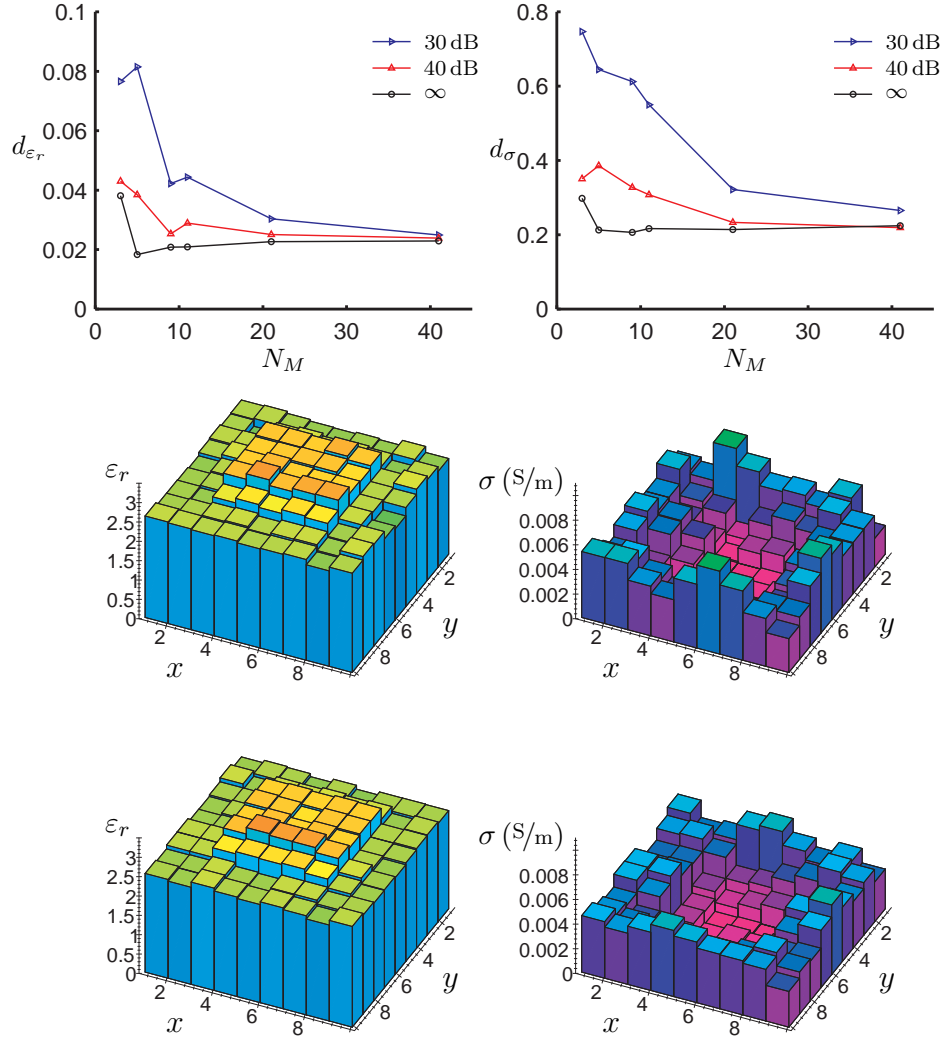 0.1
0.08
0.06
0.04
0.02
0
d_{ε_r}
30 dB
40 dB
∞
0 10 20 30 40
N_M
0.8
0.6
0.4
0.2
0
d_σ
30 dB
40 dB
∞
0 10 20 30 40
N_M
ε_r
3
2.5
2
1.5
1
0.5
0
2 4 6 8
x
8 6 4 2
y
σ (S/m)
0.008
0.006
0.004
0.002
0
2 4 6 8
x
8 6 4 2
y
ε_r
3
2.5
2
1.5
1
0.5
0
2 4 6 8
x
8 6 4 2
y
σ (S/m)
0.008
0.006
0.004
0.002
0
2 4 6 8
x
8 6 4 2
y